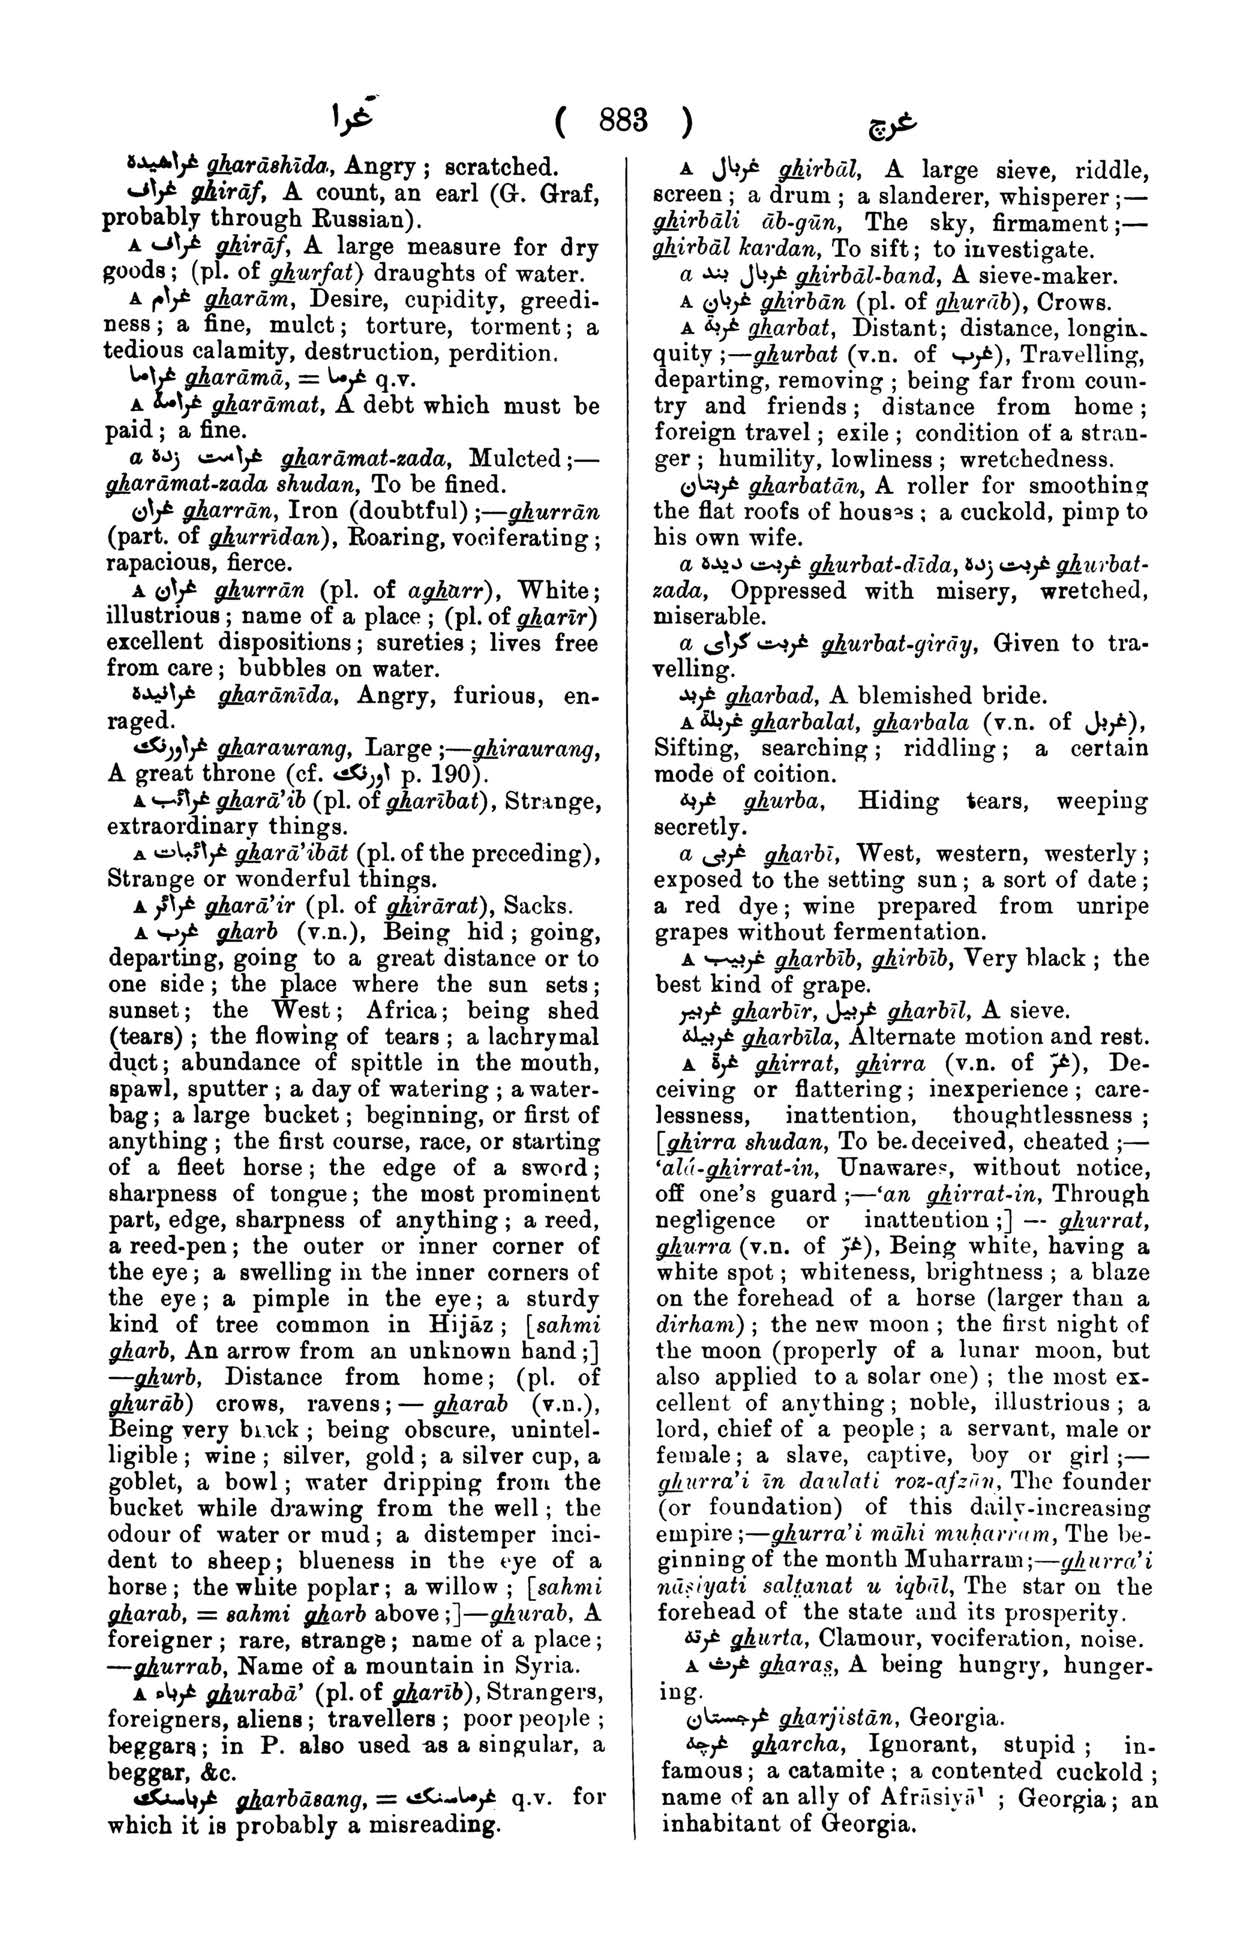 غرا ( 883 ) غرچ
غراشیده gharāshīda, Angry ; scratched.
غراف ghirāf, A count, an earl (G. Graf,
probably through Russian).
A غراف ghirāf, A large measure for dry
goods ; (pl. of ghurfat) draughts of water.
A غرام gharām, Desire, cupidity, greedi-
ness ; a fine, mulct ; torture, torment ; a
tedious calamity, destruction, perdition.
غراما gharāmā, = غرما q.v.
A غرامة gharāmat, A debt which must be
paid ; a fine.
a غرامت زده gharāmat-zada, Mulcted ;—
gharāmat-zada shudan, To be fined.
غران gharrān, Iron (doubtful) ;—ghurrān
(part. of ghurrīdan), Roaring, vociferating ;
rapacious, fierce.
A غران ghurrān (pl. of agharr), White ;
illustrious ; name of a place ; (pl. of gharīr)
excellent dispositions ; sureties ; lives free
from care ; bubbles on water.
غرانیده gharānīda, Angry, furious, en-
raged.
غراورنگ gharaurang, Large ;—ghiraurang,
A great throne (cf. اورنگ p. 190).
A غرائب gharā'ib (pl. of gharībat), Strange,
extraordinary things.
A غرائبات gharā'ibāt (pl. of the preceding),
Strange or wonderful things.
A غرائر gharā'ir (pl. of ghirārat), Sacks.
A غرب gharb (v.n.), Being hid ; going,
departing, going to a great distance or to
one side ; the place where the sun sets ;
sunset ; the West ; Africa ; being shed
(tears) ; the flowing of tears ; a lachrymal
duct ; abundance of spittle in the mouth,
spawl, sputter ; a day of watering ; a water-
bag ; a large bucket ; beginning, or first of
anything ; the first course, race, or starting
of a fleet horse ; the edge of a sword ;
sharpness of tongue ; the most prominent
part, edge, sharpness of anything ; a reed,
a reed-pen ; the outer or inner corner of
the eye ; a swelling in the inner corners of
the eye ; a pimple in the eye ; a sturdy
kind of tree common in Hijāz ; [sahmi
gharb, An arrow from an unknown hand ;]
—ghurb, Distance from home ; (pl. of
ghurāb) crows, ravens ; — gharab (v.n.),
Being very black ; being obscure, unintel-
ligible ; wine ; silver, gold ; a silver cup, a
goblet, a bowl ; water dripping from the
bucket while drawing from the well ; the
odour of water or mud ; a distemper inci-
dent to sheep ; blueness in the eye of a
horse ; the white poplar ; a willow ; [sahmi
gharab, = sahmi gharb above ;]—ghurab, A
foreigner ; rare, strange ; name of a place ;
—ghurrab, Name of a mountain in Syria.
A غرباء ghurabā' (pl. of gharīb), Strangers,
foreigners, aliens ; travellers ; poor people ;
beggars ; in P. also used as a singular, a
beggar, &c.
غرباسنگ gharbāsang, = غرماسنگ q.v. for
which it is probably a misreading.
A غربال ghirbāl, A large sieve, riddle,
screen ; a drum ; a slanderer, whisperer ;—
ghirbāli āb-gūn, The sky, firmament ;—
ghirbāl kardan, To sift ; to investigate.
a غربال بند ghirbāl-band, A sieve-maker.
A غربان ghirbān (pl. of ghurāb), Crows.
A غربة gharbat, Distant ; distance, longin-
quity ;—ghurbat (v.n. of غرب), Travelling,
departing, removing ; being far from coun-
try and friends ; distance from home ;
foreign travel ; exile ; condition of a stran-
ger ; humility, lowliness ; wretchedness.
غربتان gharbatān, A roller for smoothing
the flat roofs of houses ; a cuckold, pimp to
his own wife.
a غربت دیده ghurbat-dīda, غربت زده ghurbat-
zada, Oppressed with misery, wretched,
miserable.
a غربت گرای ghurbat-girāy, Given to tra-
velling.
غربد gharbad, A blemished bride.
A غربلة gharbalat, gharbala (v.n. of غربل),
Sifting, searching ; riddling ; a certain
mode of coition.
غربه ghurba, Hiding tears, weeping
secretly.
a غربی gharbī, West, western, westerly ;
exposed to the setting sun ; a sort of date ;
a red dye ; wine prepared from unripe
grapes without fermentation.
A غربیب gharbīb, ghirbīb, Very black ; the
best kind of grape.
غربیر gharbīr, غربیل gharbīl, A sieve.
غربیله gharbīla, Alternate motion and rest.
A غرة ghirrat, ghirra (v.n. of غرّ), De-
ceiving or flattering ; inexperience ; care-
lessness, inattention, thoughtlessness ;
[ghirra shudan, To be deceived, cheated ;—
‘alá-ghirrat-in, Unawares, without notice,
off one's guard ;—‘an ghirrat-in, Through
negligence or inattention ;] — ghurrat,
ghurra (v.n. of غرّ), Being white, having a
white spot ; whiteness, brightness ; a blaze
on the forehead of a horse (larger than a
dirham) ; the new moon ; the first night of
the moon (properly of a lunar moon, but
also applied to a solar one) ; the most ex-
cellent of anything ; noble, illustrious ; a
lord, chief of a people ; a servant, male or
female ; a slave, captive, boy or girl ;—
ghurra'i īn daulati roz-afzūn, The founder
(or foundation) of this daily-increasing
empire ;—ghurra'i māhi muḥarram, The be-
ginning of the month Muharram ;—ghurra'i
nāṣiyati salṭanat u iqbāl, The star on the
forehead of the state and its prosperity.
غرته ghurta, Clamour, vociferation, noise.
A غرث gharas̤, A being hungry, hunger-
ing.
غرجستان gharjistān, Georgia.
غرچه gharcha, Ignorant, stupid ; in-
famous ; a catamite ; a contented cuckold ;
name of an ally of Afrāsiyāb ; Georgia ; an
inhabitant of Georgia.